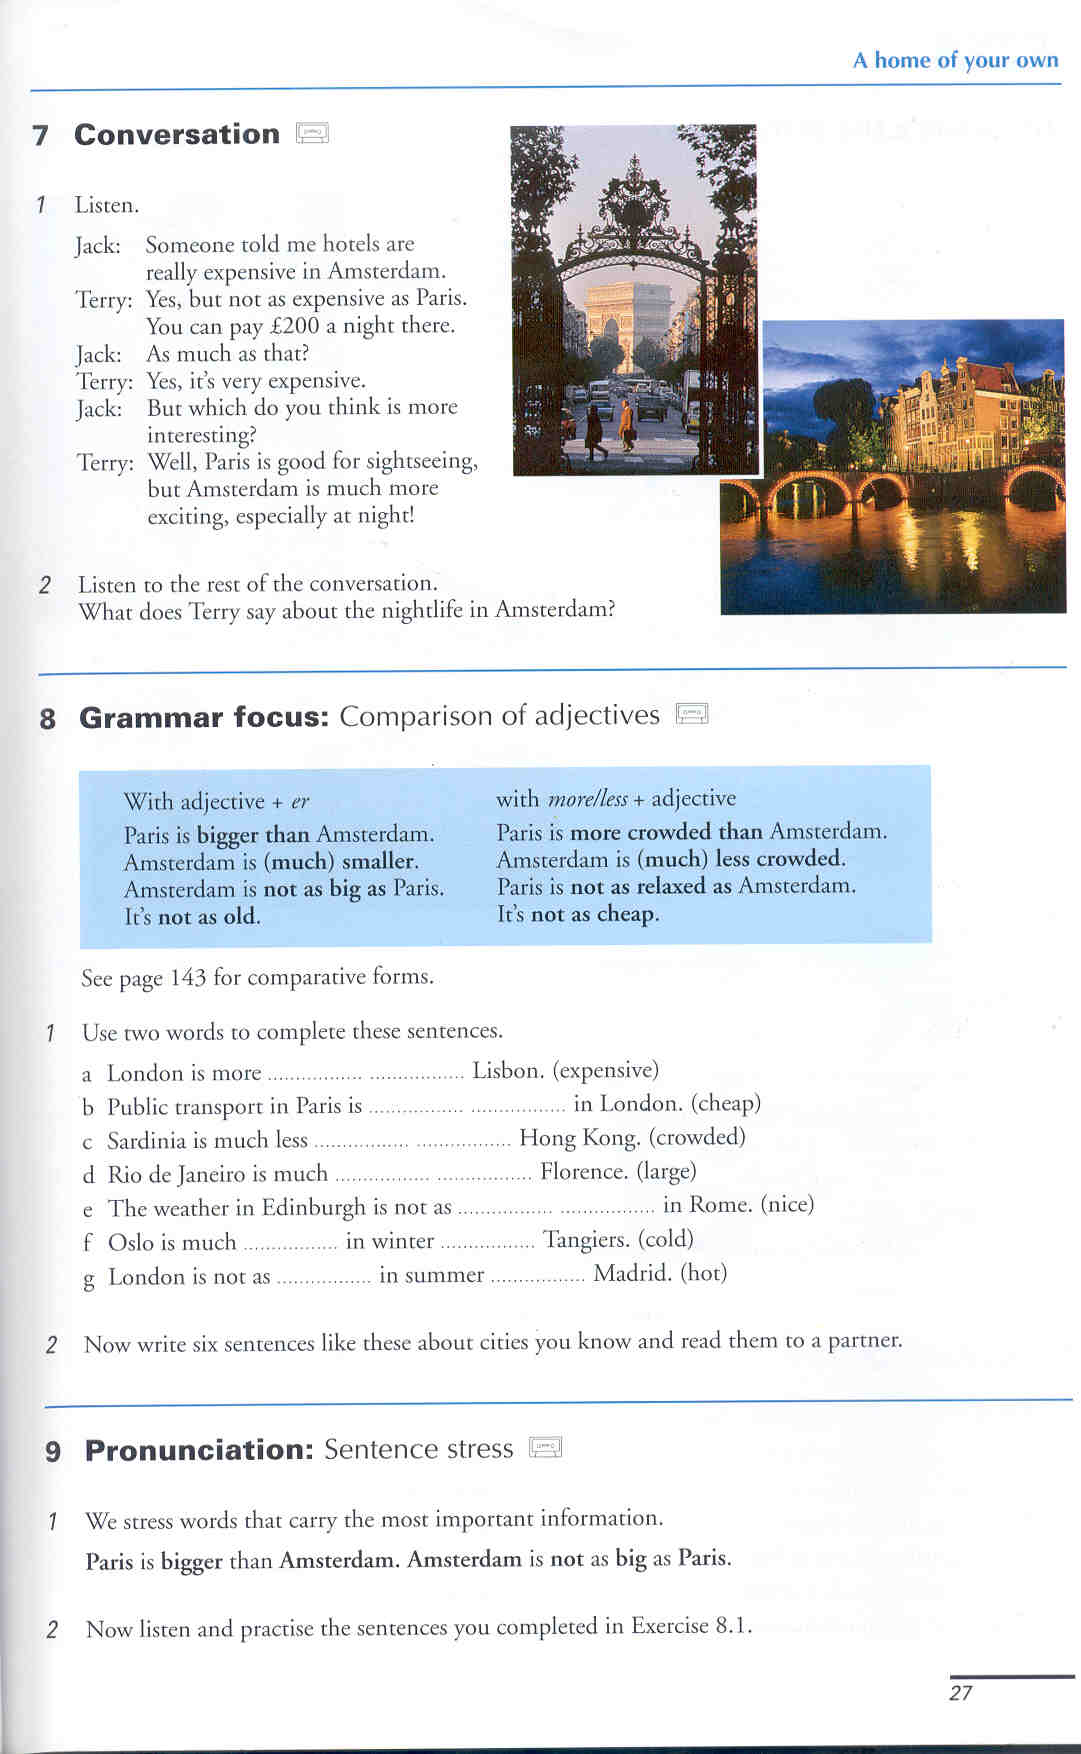 A home of your own
7 Conversation
1 Listen.
Jack: Someone told me hotels are
really expensive in Amsterdam.
Terry: Yes, but not as expensive as Paris.
You can pay £200 a night there.
Jack: As much as that?
Terry: Yes, it's very expensive.
Jack: But which do you think is more
interesting?
Terry: Well, Paris is good for sightseeing,
but Amsterdam is much more
exciting, especially at night!
2 Listen to the rest of the conversation.
What does Terry say about the nightlife in Amsterdam?
8 Grammar focus: Comparison of adjectives
With adjective + er
Paris is bigger than Amsterdam.
Amsterdam is (much) smaller.
Amsterdam is not as big as Paris.
It's not as old.
with more/less + adjective
Paris is more crowded than Amsterdam.
Amsterdam is (much) less crowded.
Paris is not as relaxed as Amsterdam.
It's not as cheap.
See page 143 for comparative forms.
1 Use two words to complete these sentences.
a London is more ................. ................. Lisbon. (expensive)
b Public transport in Paris is ................. ................. in London. (cheap)
c Sardinia is much less ................. ................. Hong Kong. (crowded)
d Rio de Janeiro is much ................. ................. Florence. (large)
e The weather in Edinburgh is not as ................. ................. in Rome. (nice)
f Oslo is much ................. in winter ................. Tangiers. (cold)
g London is not as ................. in summer ................. Madrid. (hot)
2 Now write six sentences like these about cities you know and read them to a partner.
9 Pronunciation: Sentence stress
1 We stress words that carry the most important information.
Paris is bigger than Amsterdam. Amsterdam is not as big as Paris.
2 Now listen and practise the sentences you completed in Exercise 8.1.
27